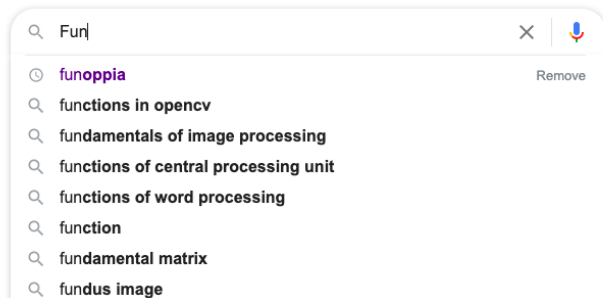 Fun
funoppia
Remove
functions in opencv
fundamentals of image processing
functions of central processing unit
functions of word processing
function
fundamental matrix
fundus image